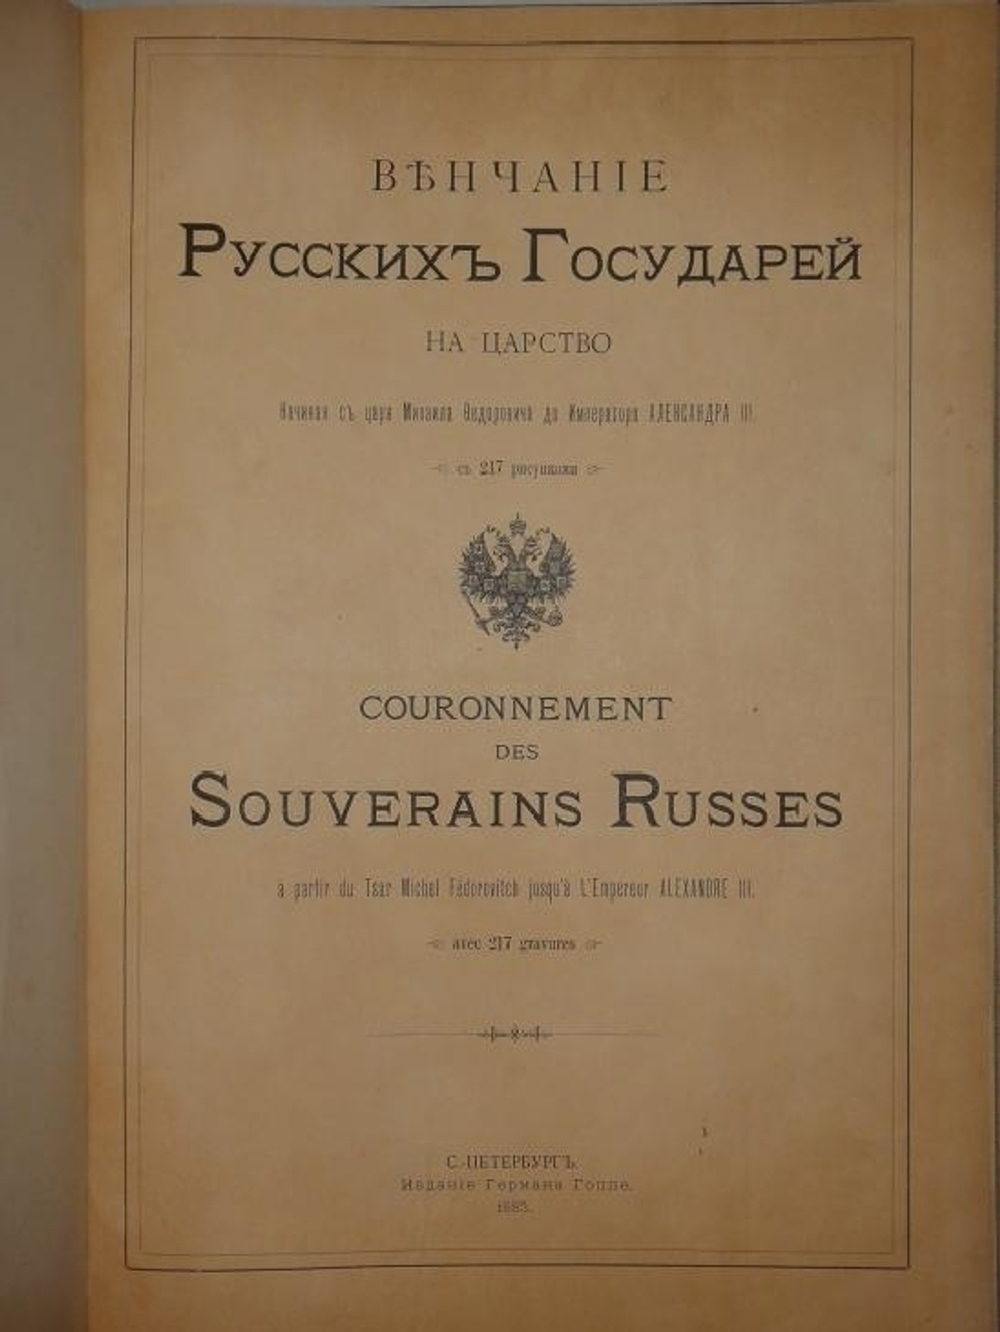 ВѢНЧАНІЕ
РУССКИХЪ ГОСУДАРЕЙ
НА ЦАРСТВО
Начиная съ царя Михаила Ѳедоровича до Императора АЛЕКСАНДРА III.
съ 217 рисунками
COURONNEMENT
DES
SOUVERAINS RUSSES
à partir du Tsar Michel Fédorovitch jusqu'à L'Empereur ALEXANDRE III.
avec 217 gravures
С.-ПЕТЕРБУРГЪ.
Изданіе Германа Гоппе.
1883.